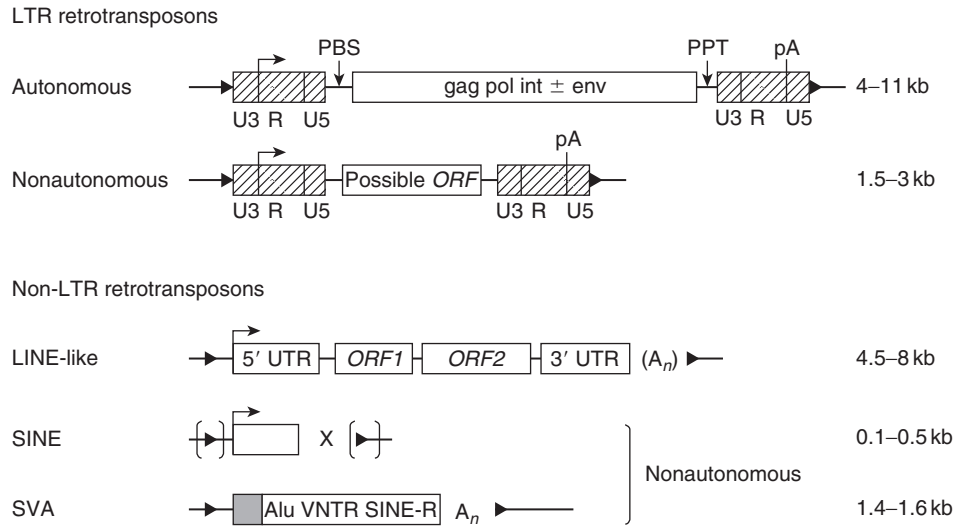 LTR retrotransposons
PBS PPT pA
Autonomous gag pol int ± env 4–11 kb
U3 R U5 U3 R U5
pA
Nonautonomous Possible ORF 1.5–3 kb
U3 R U5 U3 R U5
Non-LTR retrotransposons
LINE-like 5′ UTR ORF1 ORF2 3′ UTR (An) 4.5–8 kb
SINE X 0.1–0.5 kb
Nonautonomous
SVA Alu VNTR SINE-R An 1.4–1.6 kb